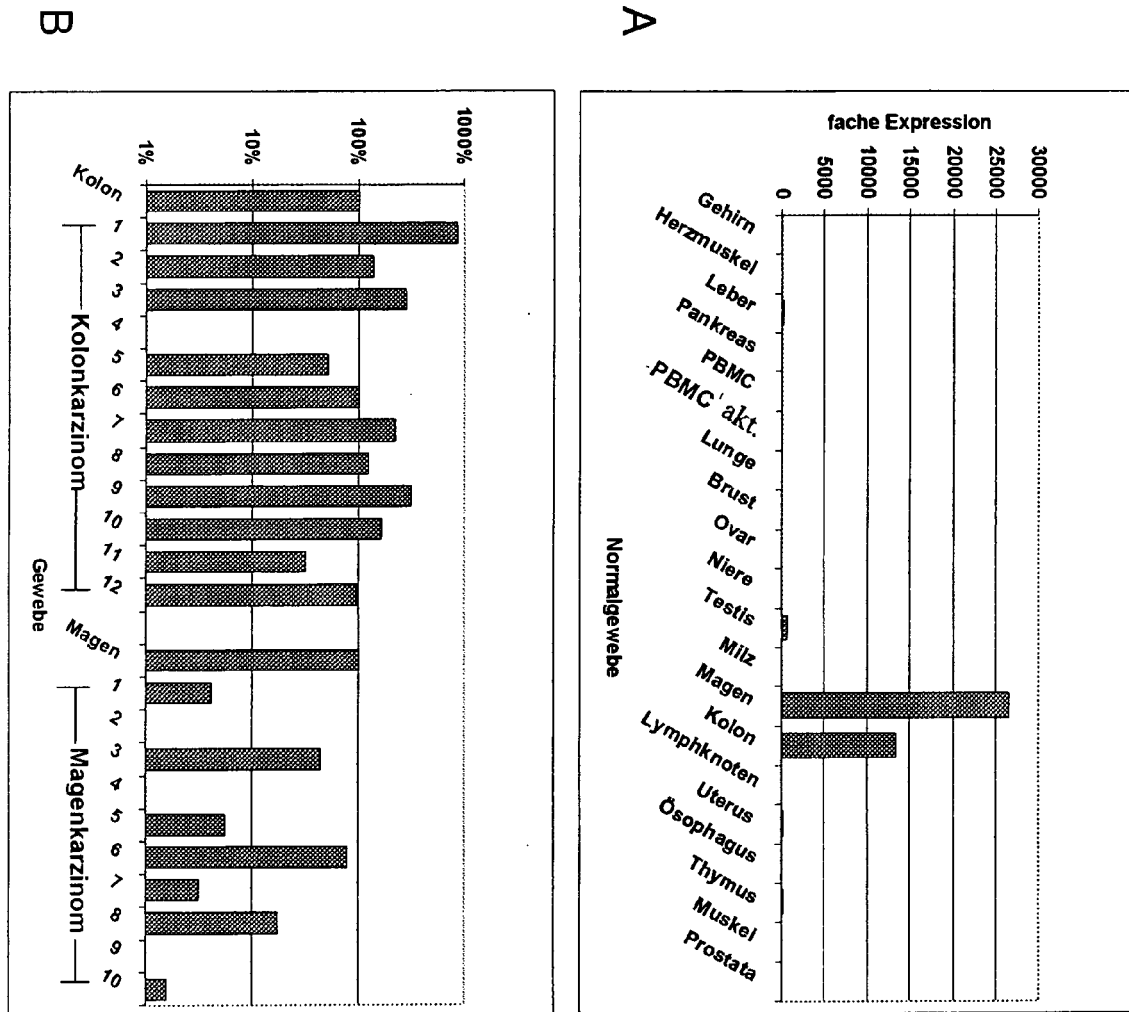 A
fache Expression
30000
25000
20000
15000
10000
5000
0
Gehirn
Herzmuskel
Leber
Pankreas
PBMC
PBMC akt.
Lunge
Brust
Ovar
Niere
Testis
Milz
Magen
Kolon
Lymphknoten
Uterus
Ösophagus
Thymus
Muskel
Prostata
Normalgewebe
B
1000%
100%
10%
1%
Kolon
1
2
3
4
5
6
7
8
9
10
11
12
Magen
1
2
3
4
5
6
7
8
9
10
Kolonkarzinom
Magenkarzinom
Gewebe